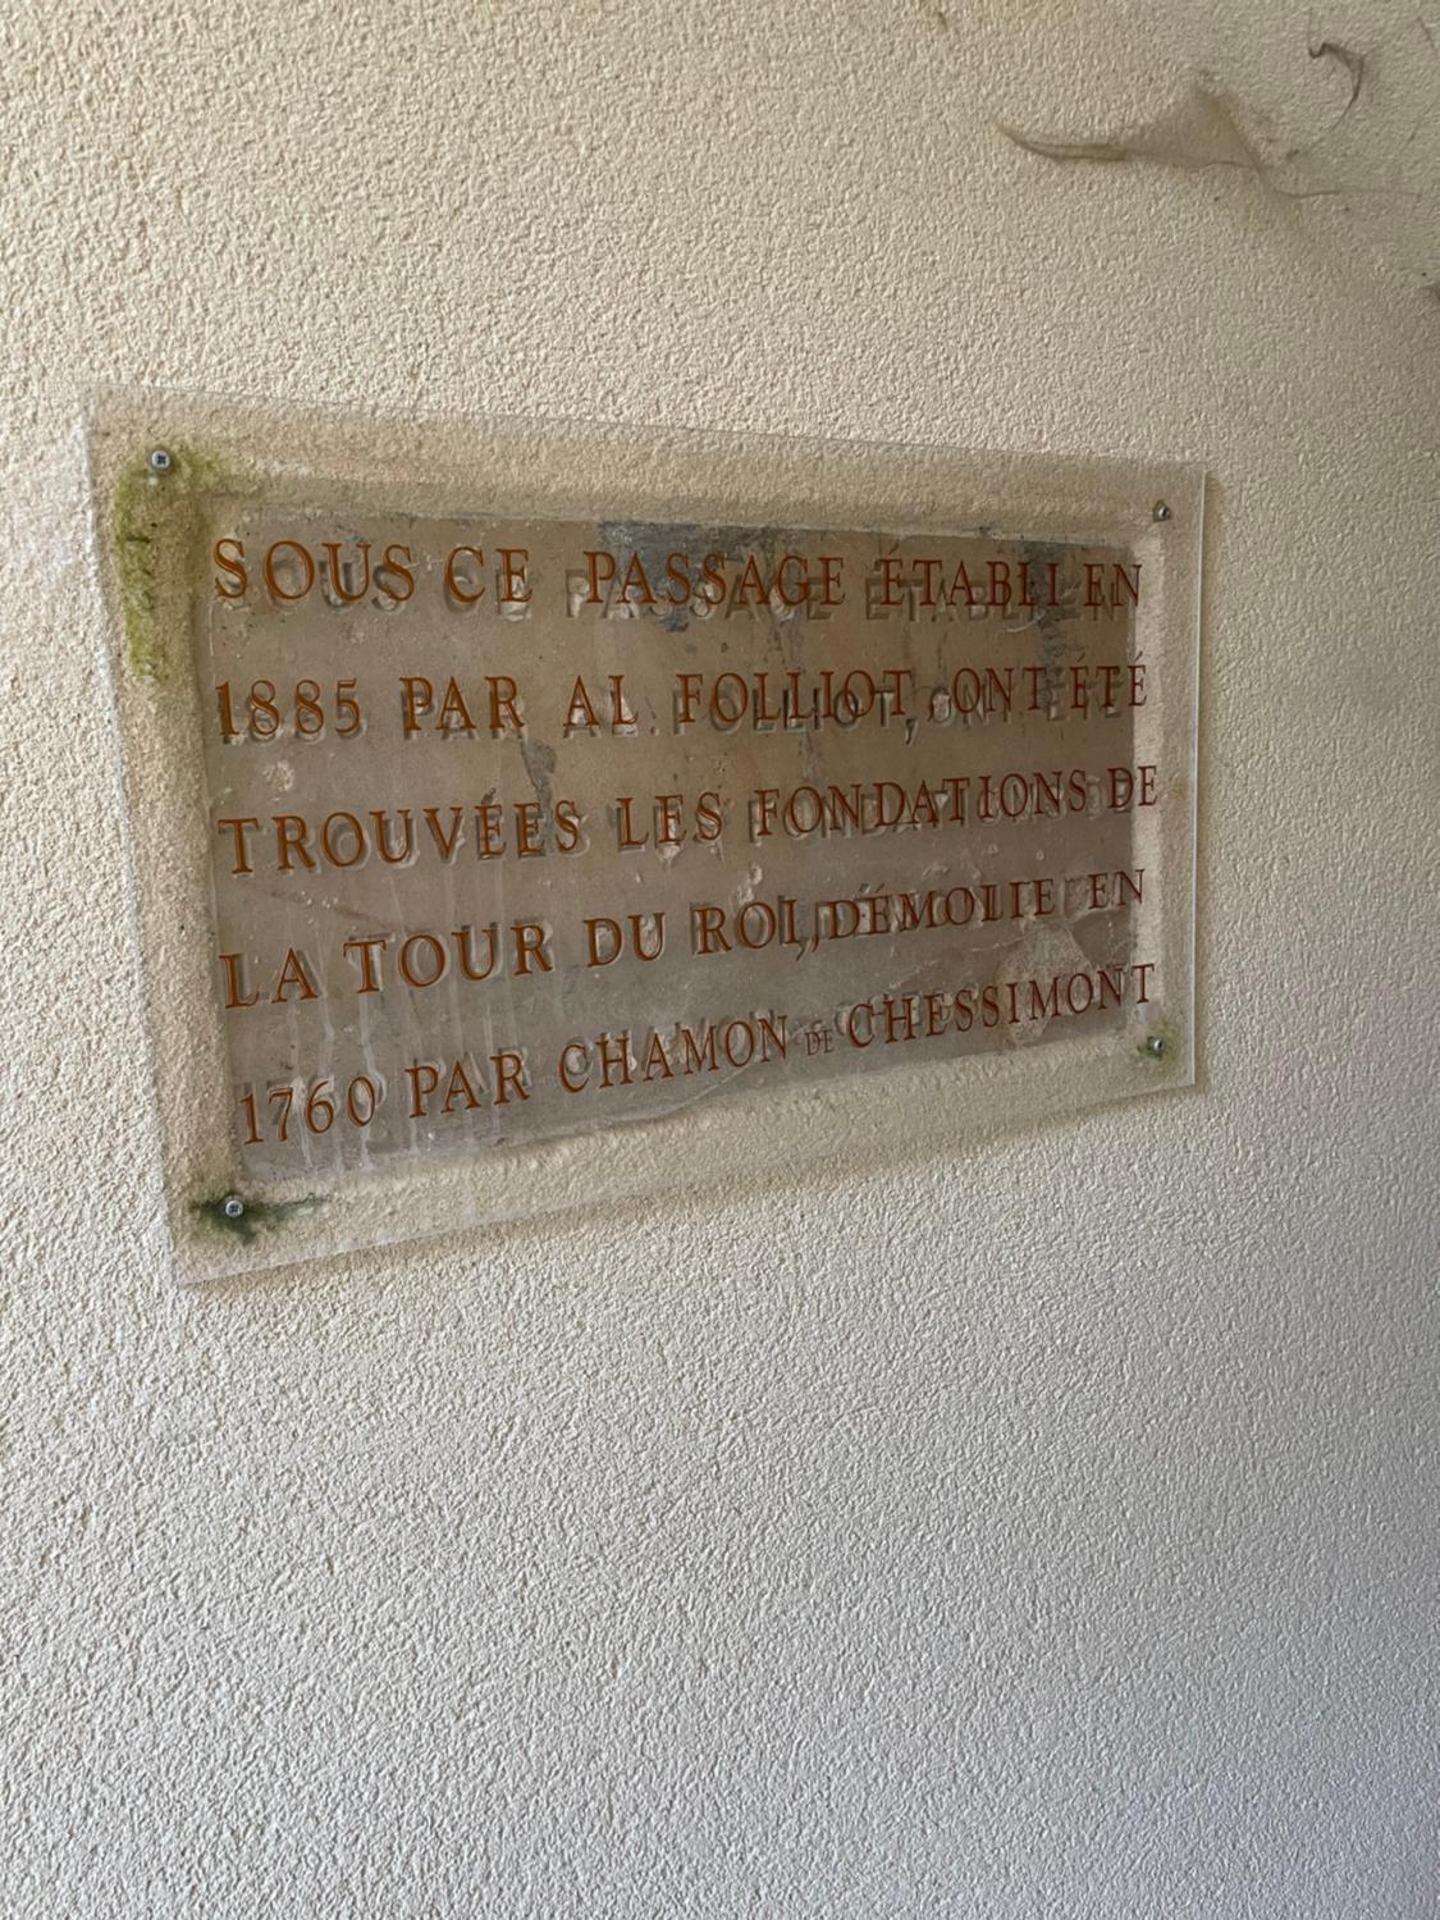 SOUS CE PASSAGE ÉTABLI EN
1885 PAR AL. FOLLIOT, ONT ÉTÉ
TROUVÉES LES FONDATIONS DE
LA TOUR DU ROI, DÉMOLIE EN
1760 PAR CHAMON DE CHESSIMONT